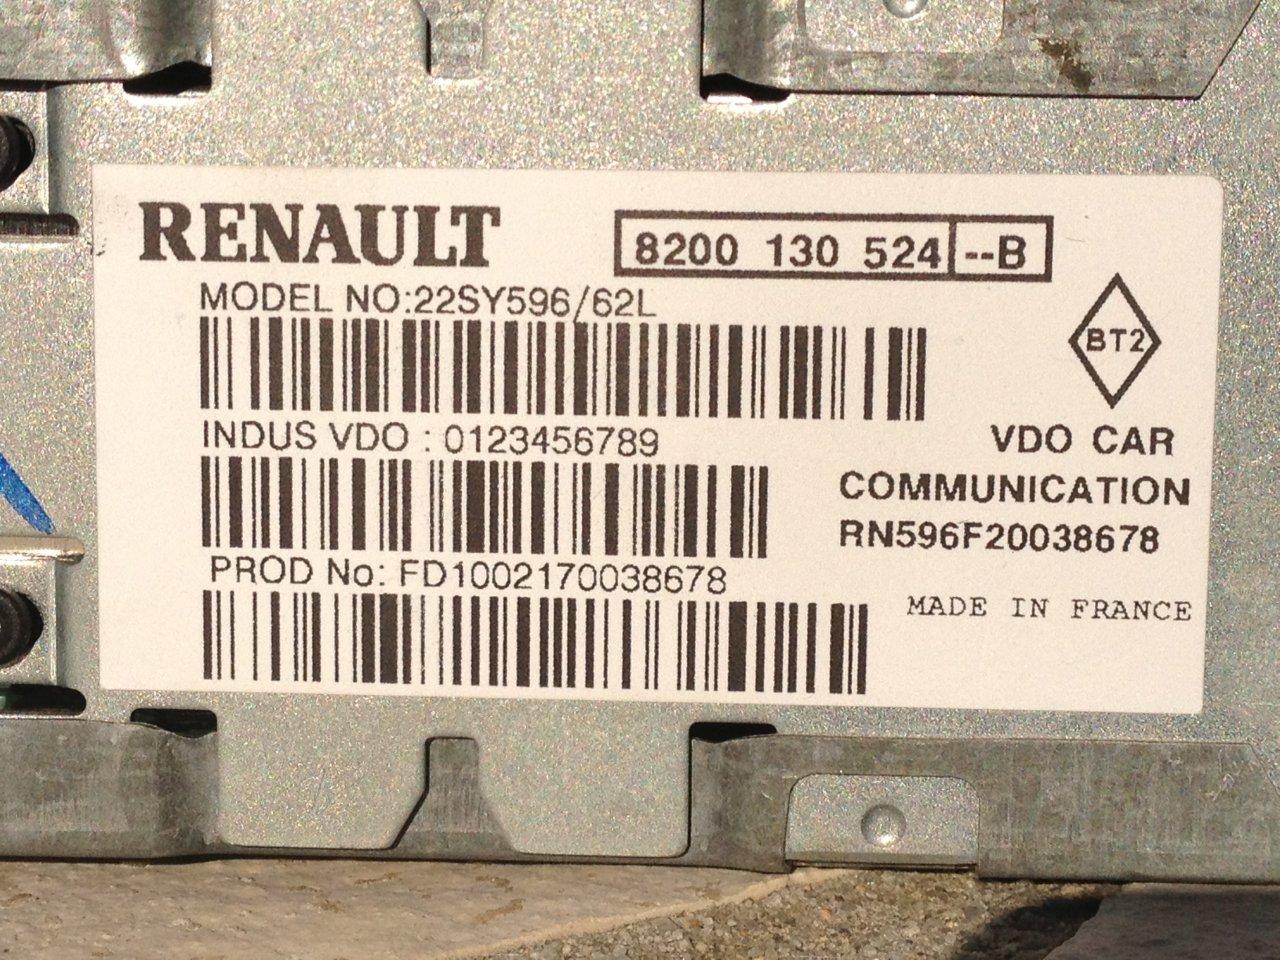 RENAULT
8200 130 524 --B
MODEL NO:22SY596/62L
BT2
INDUS VDO : 0123456789
VDO CAR
COMMUNICATION
RN596F20038678
PROD No: FD1002170038678
MADE IN FRANCE